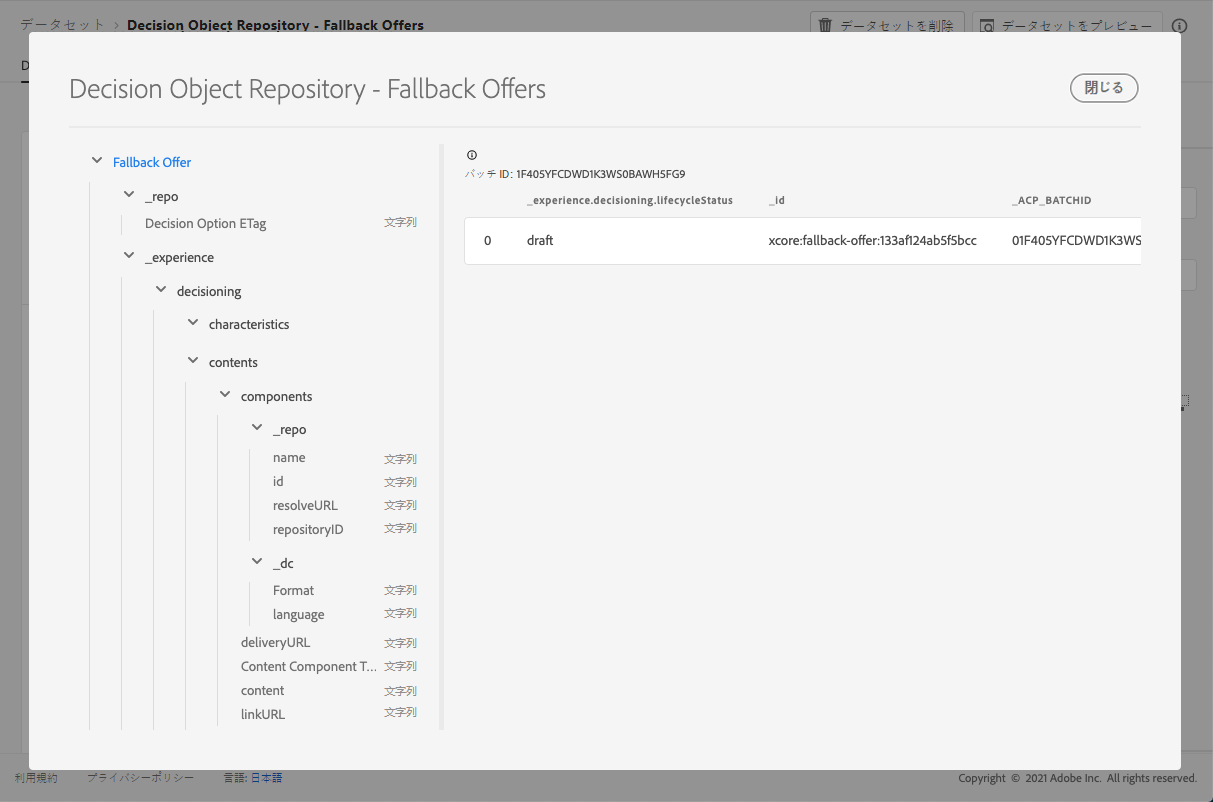 データセット > Decision Object Repository - Fallback Offers
データセットを削除
データセットをプレビュー
D
Decision Object Repository - Fallback Offers
閉じる
Fallback Offer
_repo
Decision Option ETag 文字列
_experience
decisioning
characteristics
contents
components
_repo
name 文字列
id 文字列
resolveURL 文字列
repositoryID 文字列
_dc
Format 文字列
language 文字列
deliveryURL 文字列
Content Component T... 文字列
content 文字列
linkURL 文字列
バッチ ID: 1F405YFCDWD1K3WS0BAWH5FG9
_experience.decisioning.lifecycleStatus _id _ACP_BATCHID
0 draft xcore:fallback-offer:133af124ab5f5bcc 01F405YFCDWD1K3WS
利用規約 プライバシーポリシー 言語: 日本語 Copyright © 2021 Adobe Inc. All rights reserved.